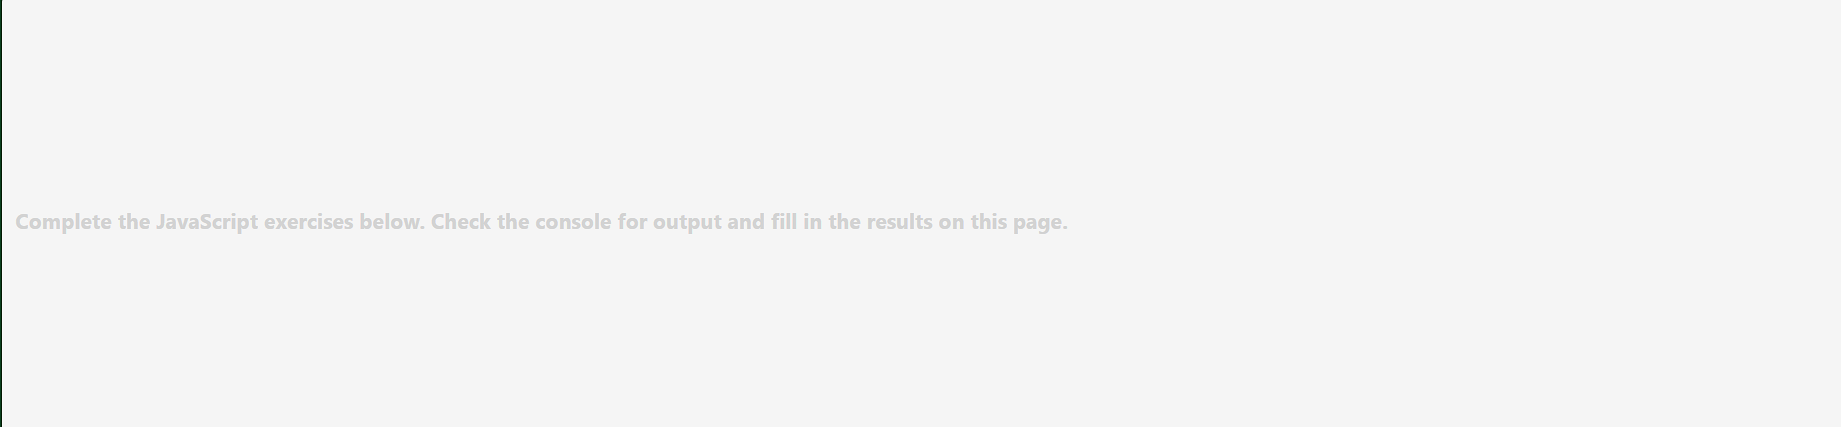 Complete the JavaScript exercises below. Check the console for output and fill in the results on this page.